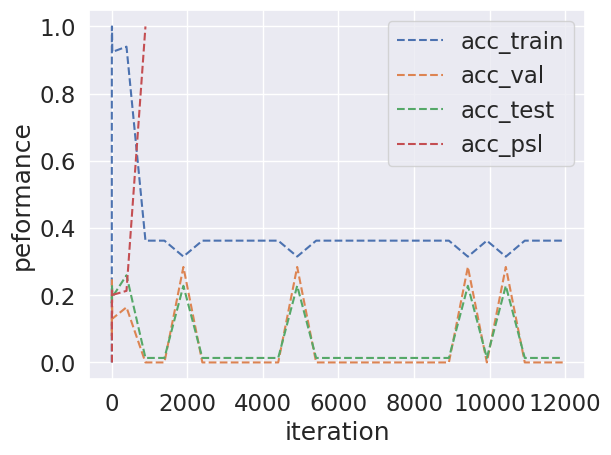 acc_train
acc_val
acc_test
acc_psl
peformance
1.0
0.8
0.6
0.4
0.2
0.0
0 2000 4000 6000 8000 10000 12000
iteration